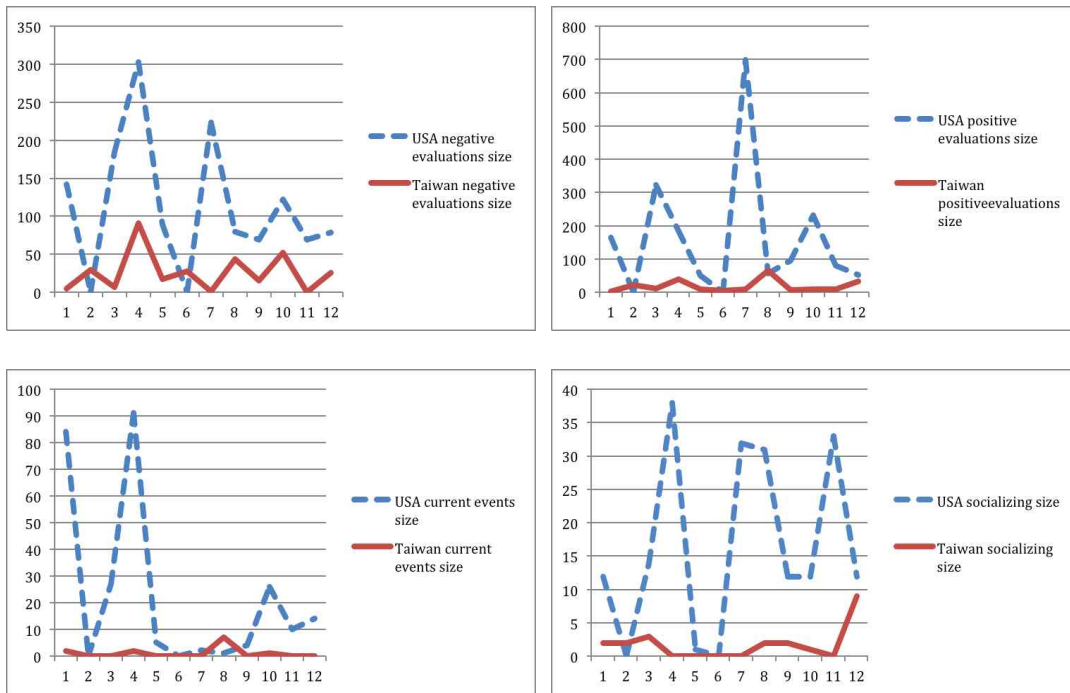 350
300
250
200
150
100
50
0
1 2 3 4 5 6 7 8 9 10 11 12
USA negative
evaluations size
Taiwan negative
evaluations size
800
700
600
500
400
300
200
100
0
1 2 3 4 5 6 7 8 9 10 11 12
USA positive
evaluations size
Taiwan
positiveevaluations
size
100
90
80
70
60
50
40
30
20
10
0
1 2 3 4 5 6 7 8 9 10 11 12
USA current events
size
Taiwan current
events size
40
35
30
25
20
15
10
5
0
1 2 3 4 5 6 7 8 9 10 11 12
USA socializing size
Taiwan socializing
size